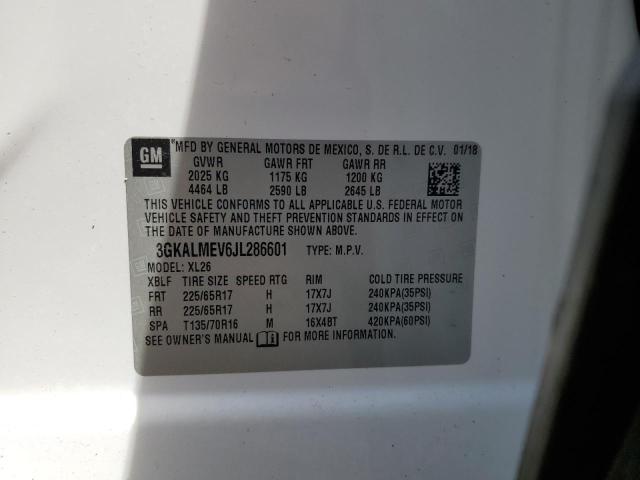 GM
®MFD BY GENERAL MOTORS DE MEXICO, S. DE R.L. DE C.V. 01/18
GVWR GAWR FRT GAWR RR
2025 KG 1175 KG 1200 KG
4464 LB 2590 LB 2645 LB
THIS VEHICLE CONFORMS TO ALL APPLICABLE U.S. FEDERAL MOTOR
VEHICLE SAFETY AND THEFT PREVENTION STANDARDS IN EFFECT ON
THE DATE OF MANUFACTURE SHOWN ABOVE.
3GKALMEV6JL286601 TYPE: M.P.V.
MODEL: XL26
XBLF TIRE SIZE SPEED RTG RIM COLD TIRE PRESSURE
FRT 225/65R17 H 17X7J 240KPA(35PSI)
RR 225/65R17 H 17X7J 240KPA(35PSI)
SPA T135/70R16 M 16X4BT 420KPA(60PSI)
SEE OWNER'S MANUAL FOR MORE INFORMATION